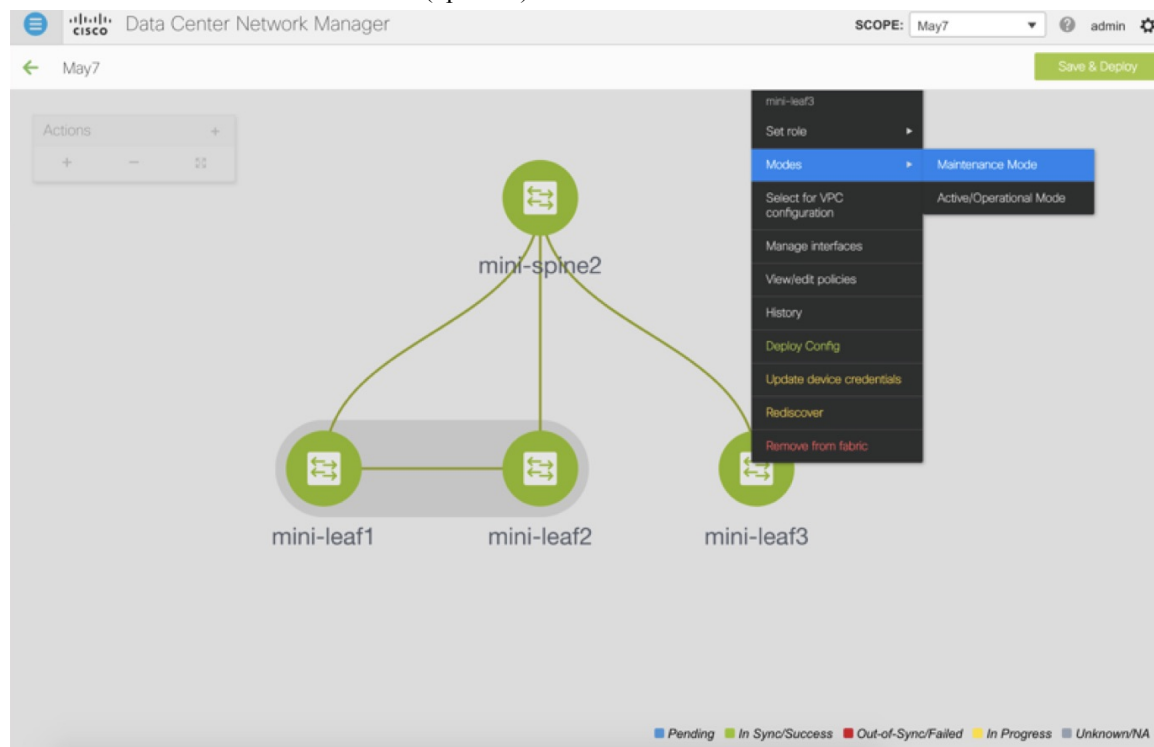 cisco Data Center Network Manager SCOPE: May7 admin
May7 Save & Deploy
mini-leaf3
Actions +
Set role
+ −
Modes Maintenance Mode
Select for VPC Active/Operational Mode
configuration
Manage interfaces
mini-spine2
View/edit policies
History
Deploy Config
Update device credentials
Rediscover
Remove from fabric
mini-leaf1 mini-leaf2 mini-leaf3
Pending In Sync/Success Out-of-Sync/Failed In Progress Unknown/NA